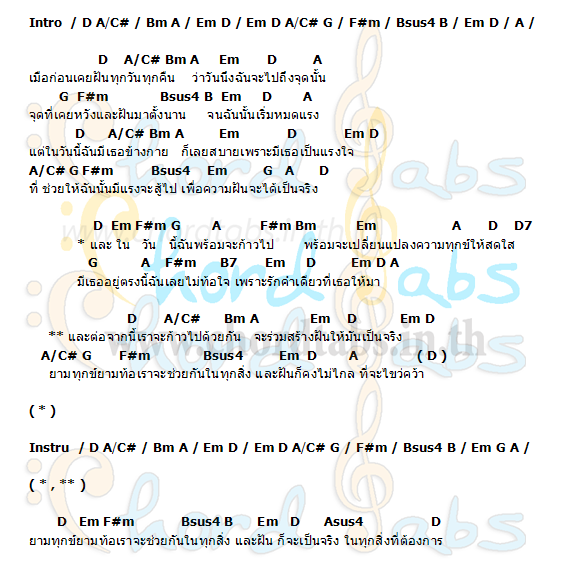 Intro / D A/C# / Bm A / Em D / Em D A/C# G / F#m / Bsus4 B / Em D / A /
D A/C# Bm A Em D A
เมื่อก่อนเคยฝันทุกวันทุกคืน ว่าวันนึงฉันจะไปถึงจุดนั้น
G F#m Bsus4 B Em D A
จุดที่เคยหวังและฝันมาตั้งนาน จนฉันนั้นเริ่มหมดแรง
D A/C# Bm A Em D Em D
แต่ในวันนี้ฉันมีเธอข้างกาย ก็เลยสบายเพราะมีเธอเป็นแรงใจ
A/C# G F#m Bsus4 Em G A D
ที่ ช่วยให้ฉันนั้นมีแรงจะสู้ไป เพื่อความฝันจะได้เป็นจริง
D Em F#m G A F#m Bm Em A D D7
* และ ใน วัน นี้ฉันพร้อมจะก้าวไป พร้อมจะเปลี่ยนแปลงความทุกข์ให้สดใส
G A F#m B7 Em D Em D A
มีเธออยู่ตรงนี้ฉันเลยไม่ท้อใจ เพราะรักคำเดียวที่เธอให้มา
D A/C# Bm A Em D Em D
** และต่อจากนี้เราจะก้าวไปด้วยกัน จะร่วมสร้างฝันให้มันเป็นจริง
A/C# G F#m Bsus4 Em D A ( D )
ยามทุกข์ยามท้อเราจะช่วยกันในทุกสิ่ง และฝันก็คงไม่ไกล ที่จะไขว่คว้า
( * )
Instru / D A/C# / Bm A / Em D / Em D A/C# G / F#m / Bsus4 B / Em G A /
( * , ** )
D Em F#m Bsus4 B Em D Asus4 D
ยามทุกข์ยามท้อเราจะช่วยกันในทุกสิ่ง และฝัน ก็จะเป็นจริง ในทุกสิ่งที่ต้องการ
www.chordtabs.in.th
Chord Tabs